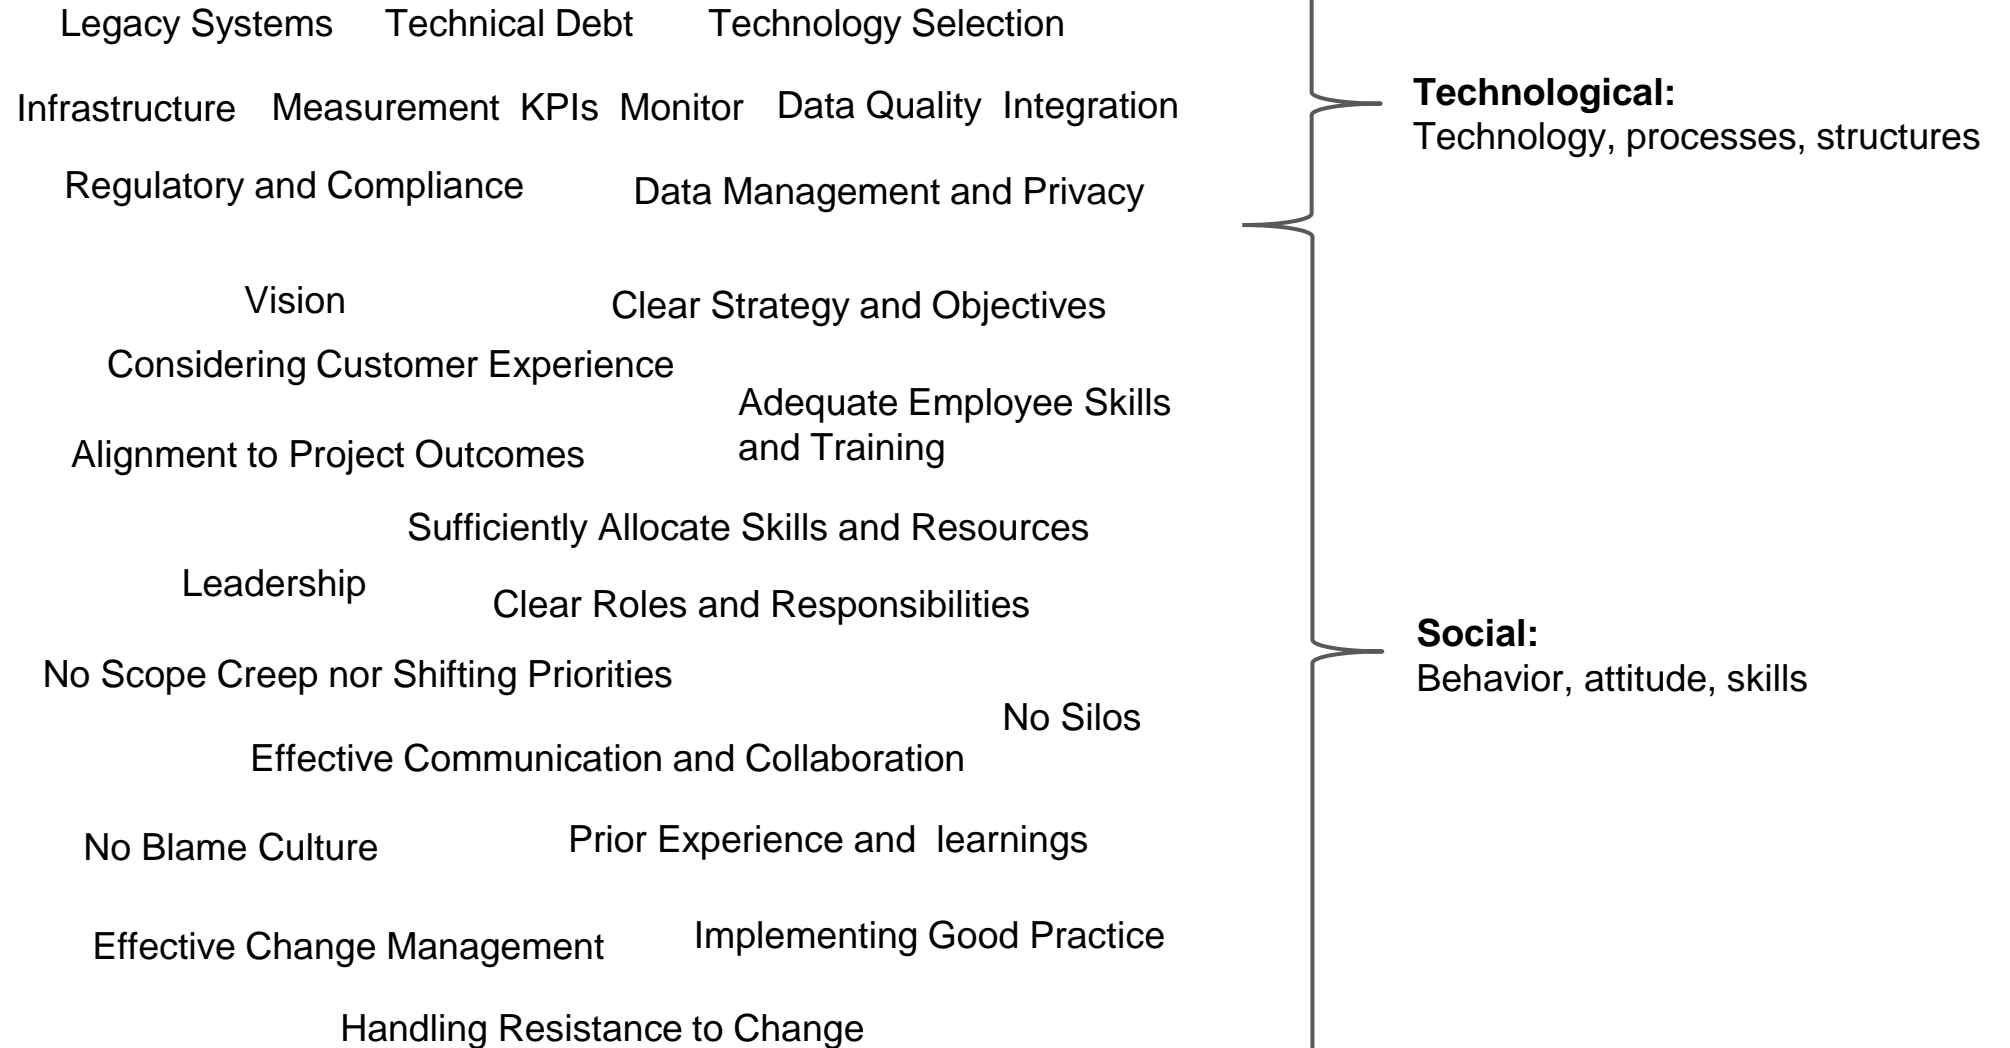 Legacy Systems
Technical Debt
Technology Selection
Infrastructure
Measurement
KPIs
Monitor
Data Quality
Integration
Regulatory and Compliance
Data Management and Privacy
Technological:
Technology, processes, structures
Vision
Clear Strategy and Objectives
Considering Customer Experience
Adequate Employee Skills
and Training
Alignment to Project Outcomes
Sufficiently Allocate Skills and Resources
Leadership
Clear Roles and Responsibilities
No Scope Creep nor Shifting Priorities
No Silos
Effective Communication and Collaboration
No Blame Culture
Prior Experience and  learnings
Effective Change Management
Implementing Good Practice
Handling Resistance to Change
Social:
Behavior, attitude, skills